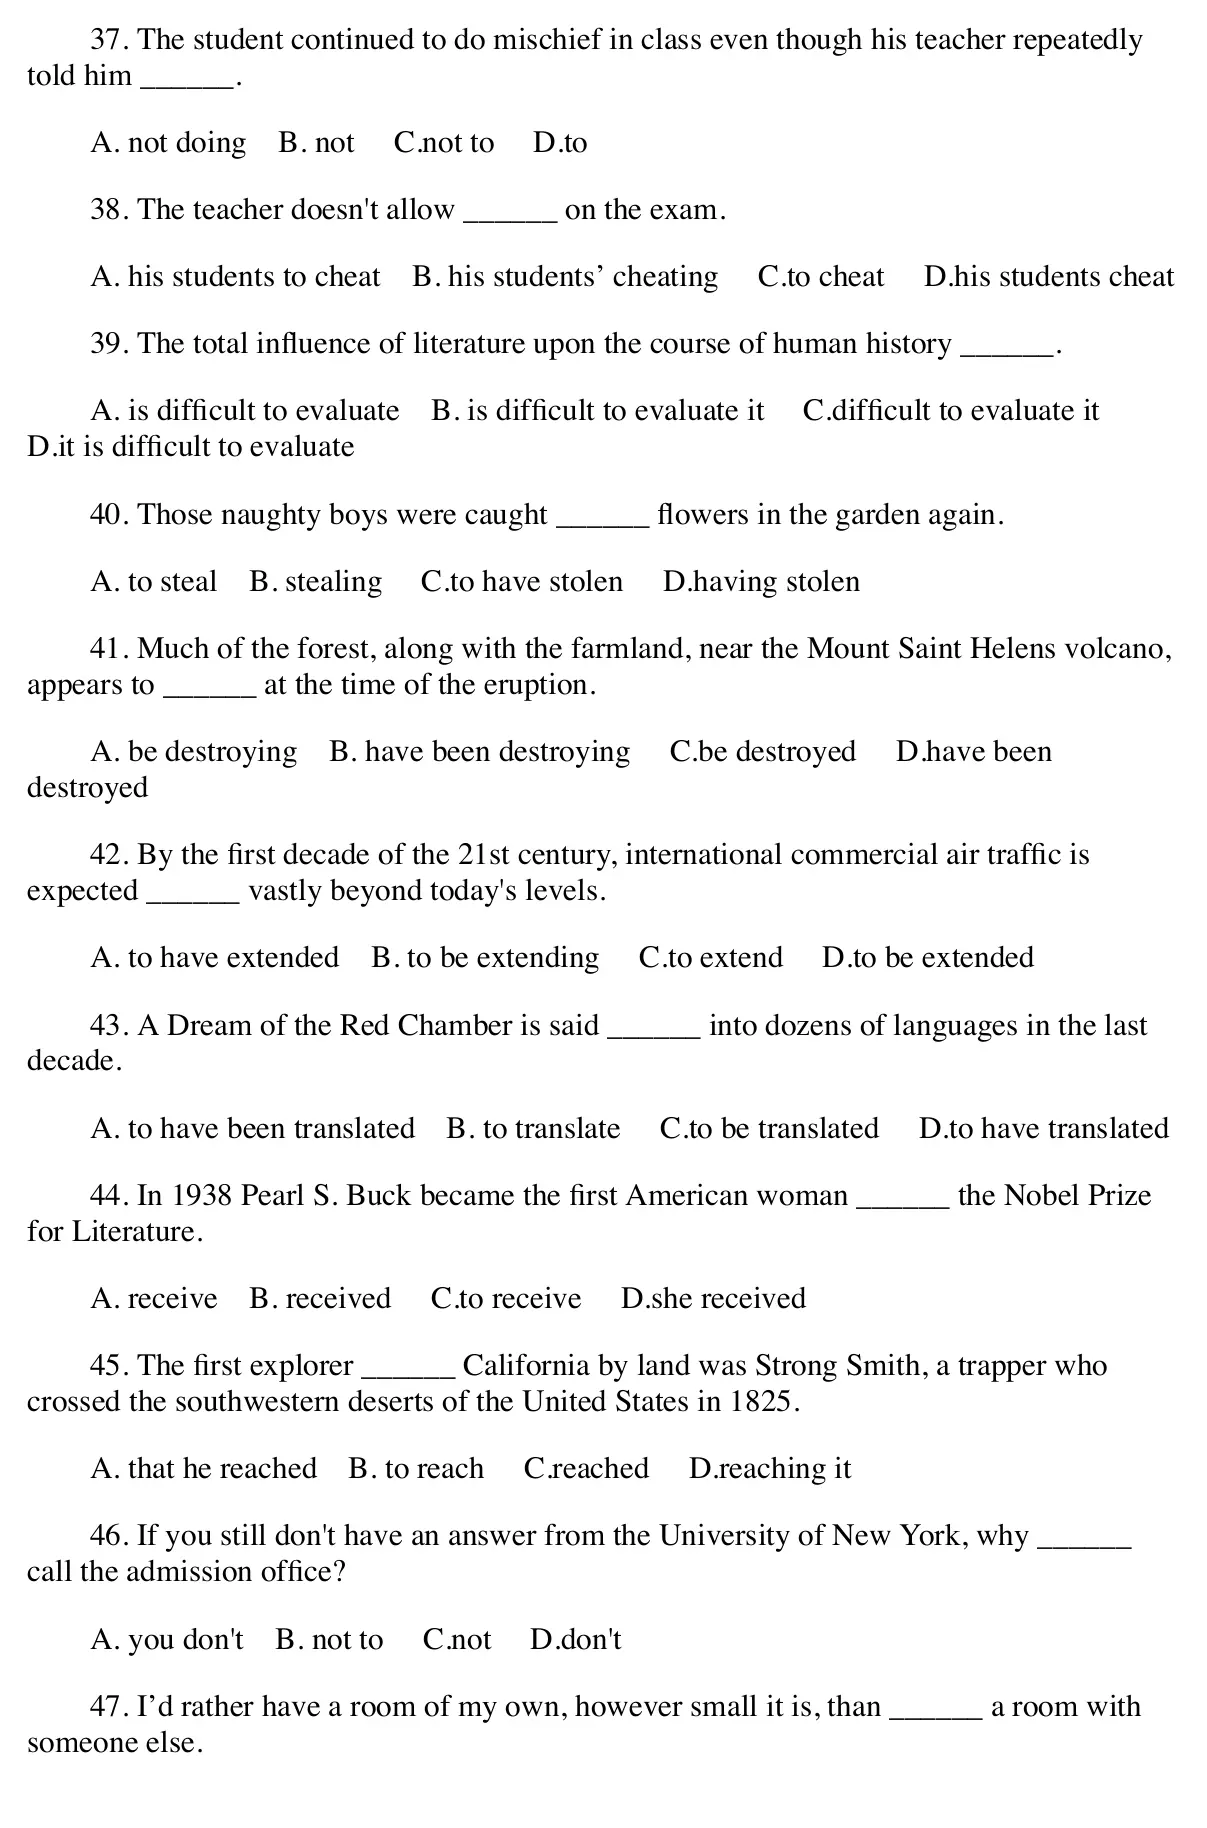 37. The student continued to do mischief in class even though his teacher repeatedly
told him ______.
A. not doing B. not C.not to D.to
38. The teacher doesn't allow ______ on the exam.
A. his students to cheat B. his students’ cheating C.to cheat D.his students cheat
39. The total influence of literature upon the course of human history ______.
A. is difficult to evaluate B. is difficult to evaluate it C.difficult to evaluate it
D.it is difficult to evaluate
40. Those naughty boys were caught ______ flowers in the garden again.
A. to steal B. stealing C.to have stolen D.having stolen
41. Much of the forest, along with the farmland, near the Mount Saint Helens volcano,
appears to ______ at the time of the eruption.
A. be destroying B. have been destroying C.be destroyed D.have been
destroyed
42. By the first decade of the 21st century, international commercial air traffic is
expected ______ vastly beyond today's levels.
A. to have extended B. to be extending C.to extend D.to be extended
43. A Dream of the Red Chamber is said ______ into dozens of languages in the last
decade.
A. to have been translated B. to translate C.to be translated D.to have translated
44. In 1938 Pearl S. Buck became the first American woman ______ the Nobel Prize
for Literature.
A. receive B. received C.to receive D.she received
45. The first explorer ______ California by land was Strong Smith, a trapper who
crossed the southwestern deserts of the United States in 1825.
A. that he reached B. to reach C.reached D.reaching it
46. If you still don't have an answer from the University of New York, why ______
call the admission office?
A. you don't B. not to C.not D.don't
47. I’d rather have a room of my own, however small it is, than ______ a room with
someone else.